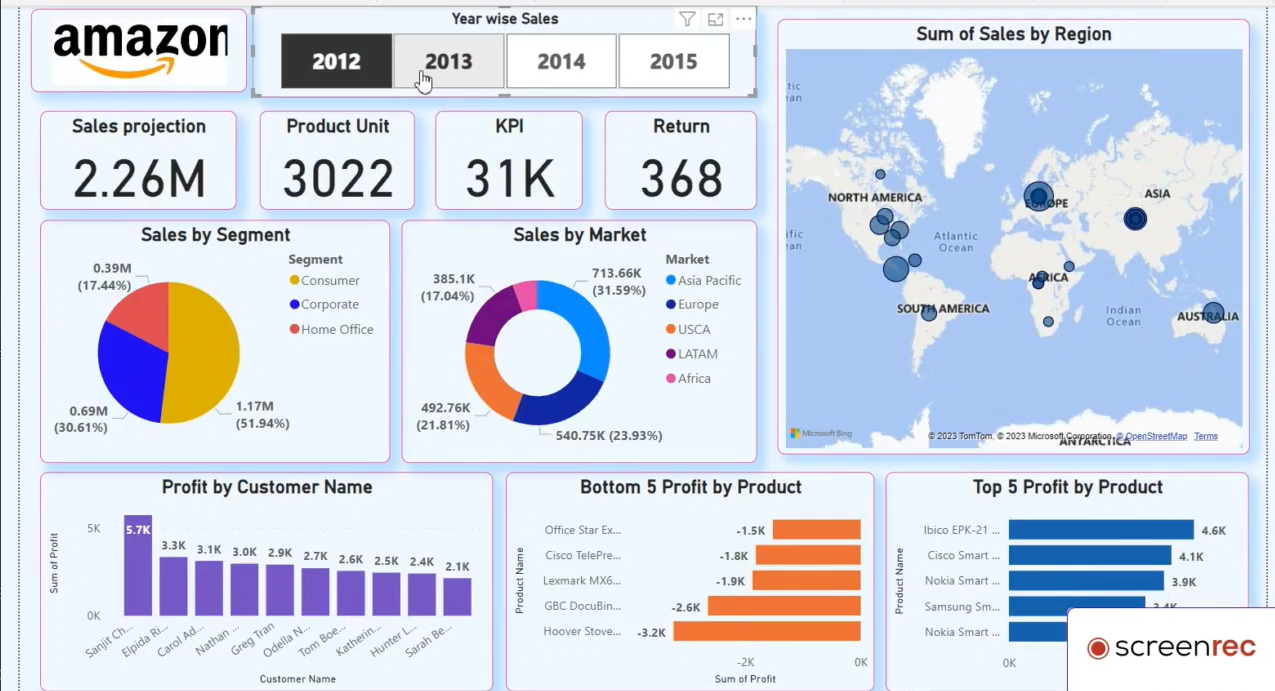 amazon
Year wise Sales
2012
2013
2014
2015
Sales projection
2.26M
Product Unit
3022
KPI
31K
Return
368
Sum of Sales by Region
NORTH AMERICA
EUROPE
ASIA
Atlantic
Ocean
AFRICA
SOUTH AMERICA
Indian
Ocean
AUSTRALIA
ANTARCTICA
Microsoft Bing
© 2023 TomTom, © 2023 Microsoft Corporation, © OpenStreetMap Terms
Sales by Segment
0.39M
(17.44%)
0.69M
(30.61%)
1.17M
(51.94%)
Segment
Consumer
Corporate
Home Office
Sales by Market
385.1K
(17.04%)
713.66K
(31.59%)
492.76K
(21.81%)
540.75K (23.93%)
Market
Asia Pacific
Europe
USCA
LATAM
Africa
Profit by Customer Name
Sum of Profit
5K
0K
5.7K
3.3K
3.1K
3.0K
2.9K
2.7K
2.6K
2.5K
2.4K
2.1K
Sanjit Ch...
Elpida Ri...
Carol Ad...
Nathan ...
Greg Tran
Odella N...
Tom Boe...
Katherin...
Hunter L...
Sarah Be...
Customer Name
Bottom 5 Profit by Product
Product Name
Office Star Ex...
-1.5K
Cisco TelePre...
-1.8K
Lexmark MX6...
-1.9K
GBC DocuBin...
-2.6K
Hoover Stove...
-3.2K
-2K
0K
Sum of Profit
Top 5 Profit by Product
Product Name
Ibico EPK-21 ...
4.6K
Cisco Smart ...
4.1K
Nokia Smart ...
3.9K
Samsung Sm...
3.4K
Nokia Smart ...
0K
screenrec